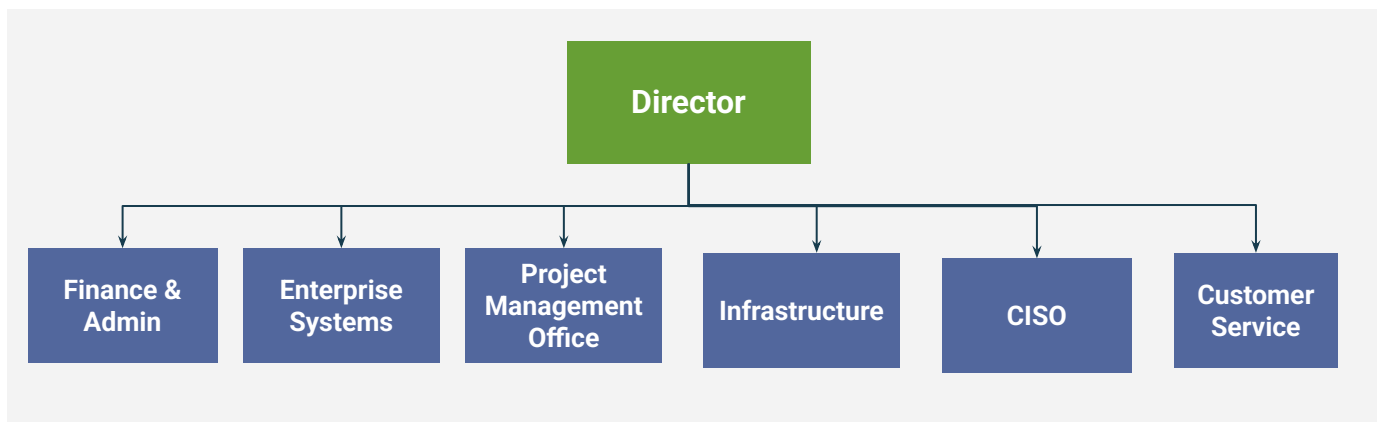 Director
Finance &
Admin
Enterprise
Systems
Project
Management
Office
Infrastructure
CISO
Customer
Service